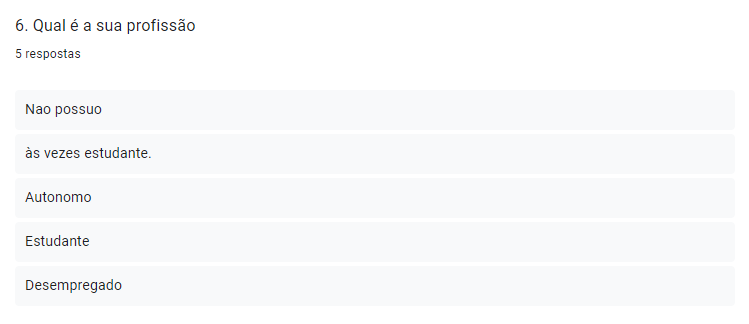 6. Qual é a sua profissão
5 respostas
Nao possuo
às vezes estudante.
Autonomo
Estudante
Desempregado